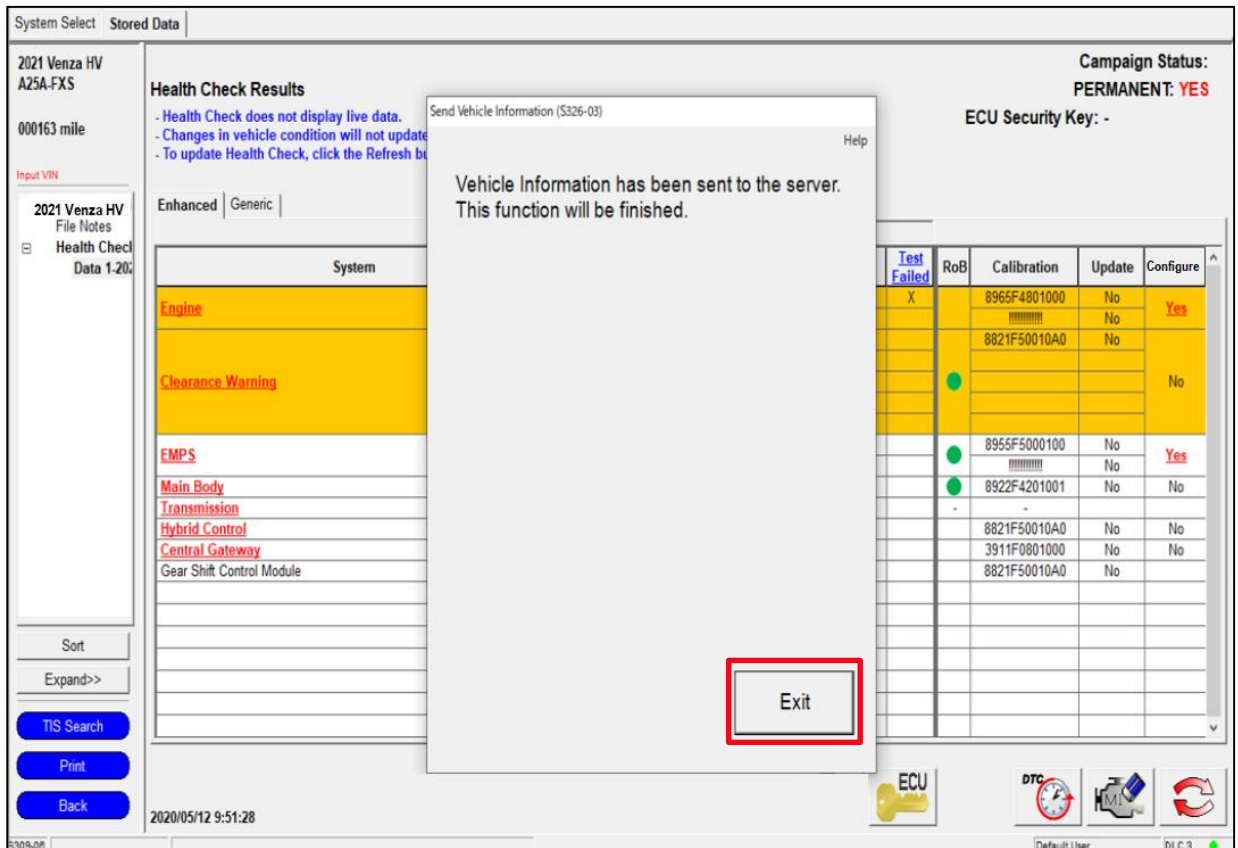 System Select Stored Data
2021 Venza HV
A25A-FXS
000163 mile
Input VIN
2021 Venza HV
File Notes
Health Checl
Data 1-202
Sort
Expand>>
TIS Search
Print
Back
Health Check Results
- Health Check does not display live data.
- Changes in vehicle condition will not update
- To update Health Check, click the Refresh bu
Campaign Status:
PERMANENT: YES
ECU Security Key: -
Enhanced Generic
System Test Failed RoB Calibration Update Configure
Engine X 8965F4801000 No Yes
!!!!!!!!!!!! No
8821F50010A0 No
Clearance Warning No
EMPS 8955F5000100 No Yes
!!!!!!!!!!!! No
Main Body 8922F4201001 No No
Transmission - -
Hybrid Control 8821F50010A0 No No
Central Gateway 3911F0801000 No No
Gear Shift Control Module 8821F50010A0 No
Send Vehicle Information (S326-03)
Help
Vehicle Information has been sent to the server.
This function will be finished.
Exit
ECU
DTC
MI
2020/05/12 9:51:28
S309-06 Default User DLC 3